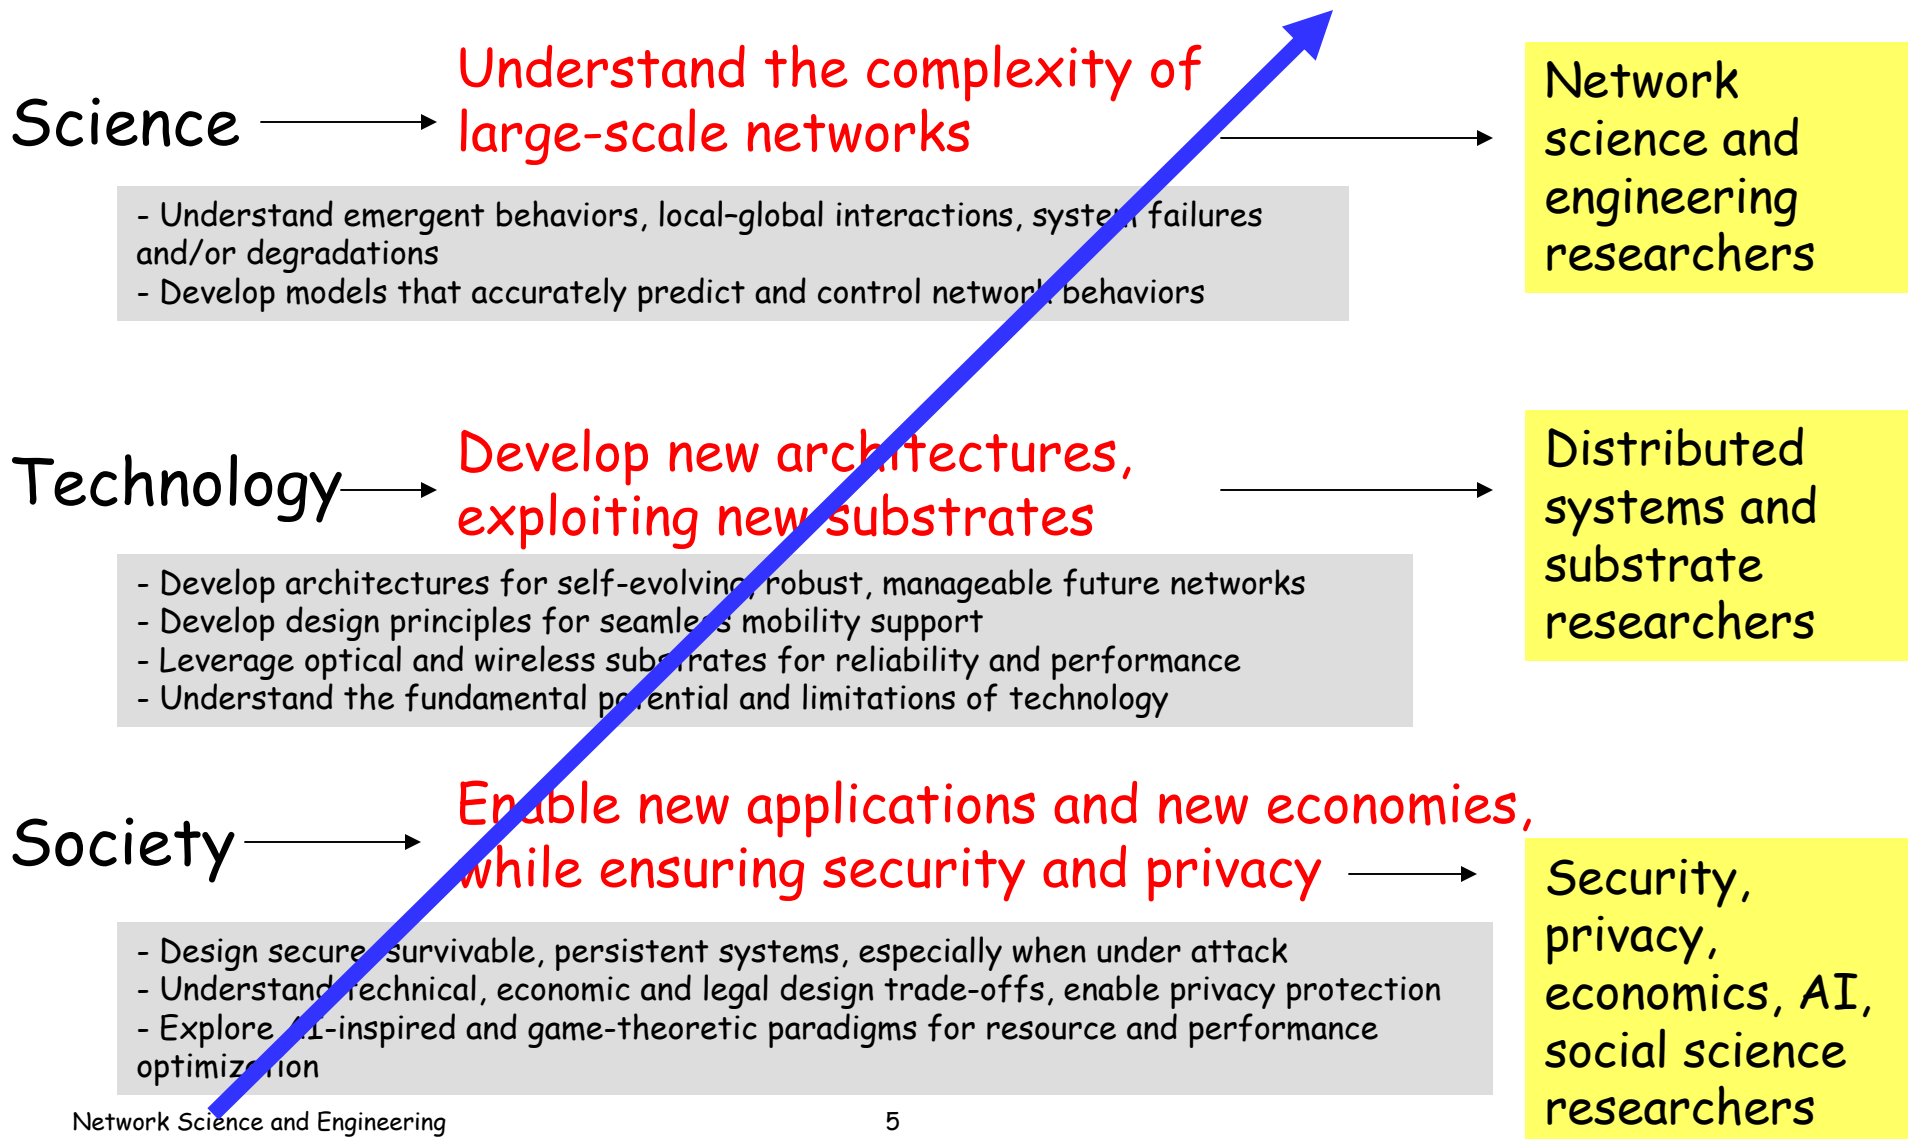 Science
Understand the complexity of
large-scale networks
Network
science and
engineering
researchers
- Understand emergent behaviors, local–global interactions, system failures
and/or degradations
- Develop models that accurately predict and control network behaviors
Technology
Develop new architectures,
exploiting new substrates
Distributed
systems and
substrate
researchers
- Develop architectures for self-evolving, robust, manageable future networks
- Develop design principles for seamless mobility support
- Leverage optical and wireless substrates for reliability and performance
- Understand the fundamental potential and limitations of technology
Society
Enable new applications and new economies,
while ensuring security and privacy
Security,
privacy,
economics, AI,
social science
researchers
- Design secure, survivable, persistent systems, especially when under attack
- Understand technical, economic and legal design trade-offs, enable privacy protection
- Explore AI-inspired and game-theoretic paradigms for resource and performance
optimization
Network Science and Engineering
5